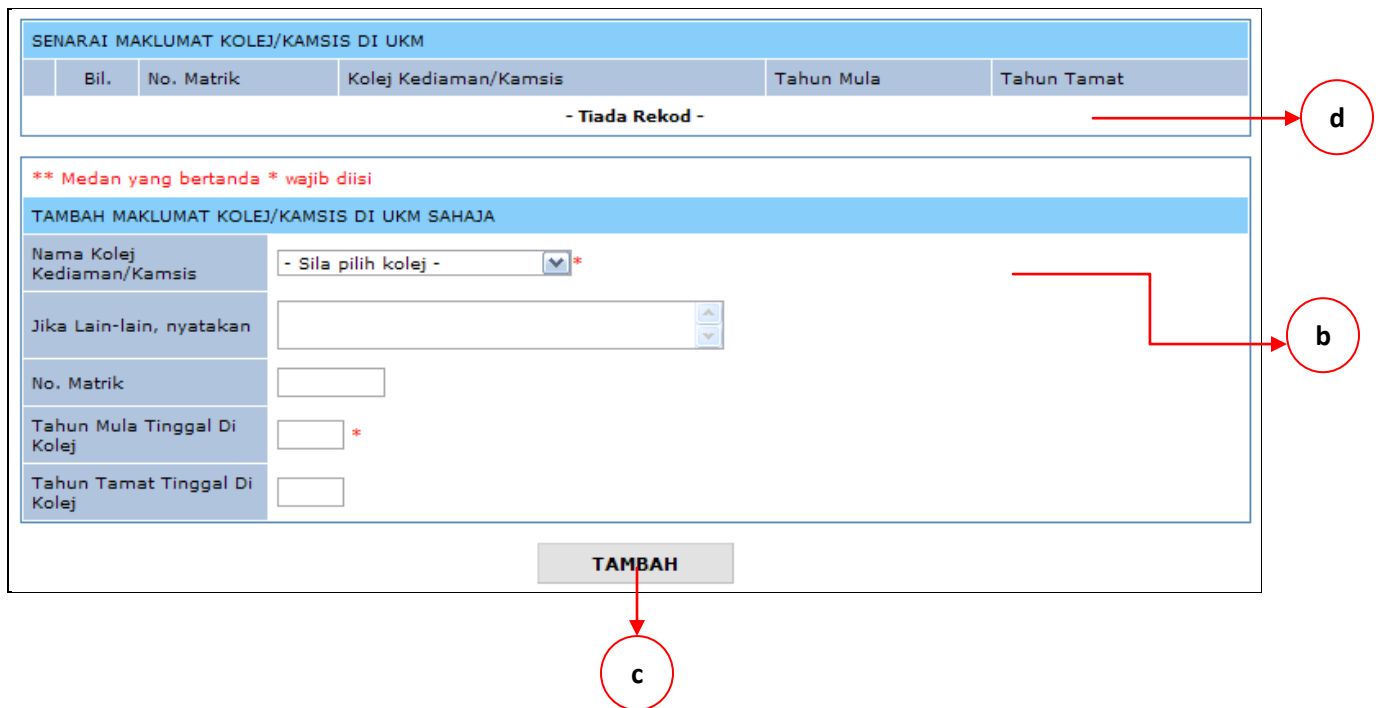 SENARAI MAKLUMAT KOLEJ/KAMSIS DI UKM
Bil. No. Matrik Kolej Kediaman/Kamsis Tahun Mula Tahun Tamat
- Tiada Rekod -
d
** Medan yang bertanda * wajib diisi
TAMBAH MAKLUMAT KOLEJ/KAMSIS DI UKM SAHAJA
Nama Kolej
Kediaman/Kamsis
- Sila pilih kolej - *
b
Jika Lain-lain, nyatakan
No. Matrik
Tahun Mula Tinggal Di
Kolej
*
Tahun Tamat Tinggal Di
Kolej
TAMBAH
c